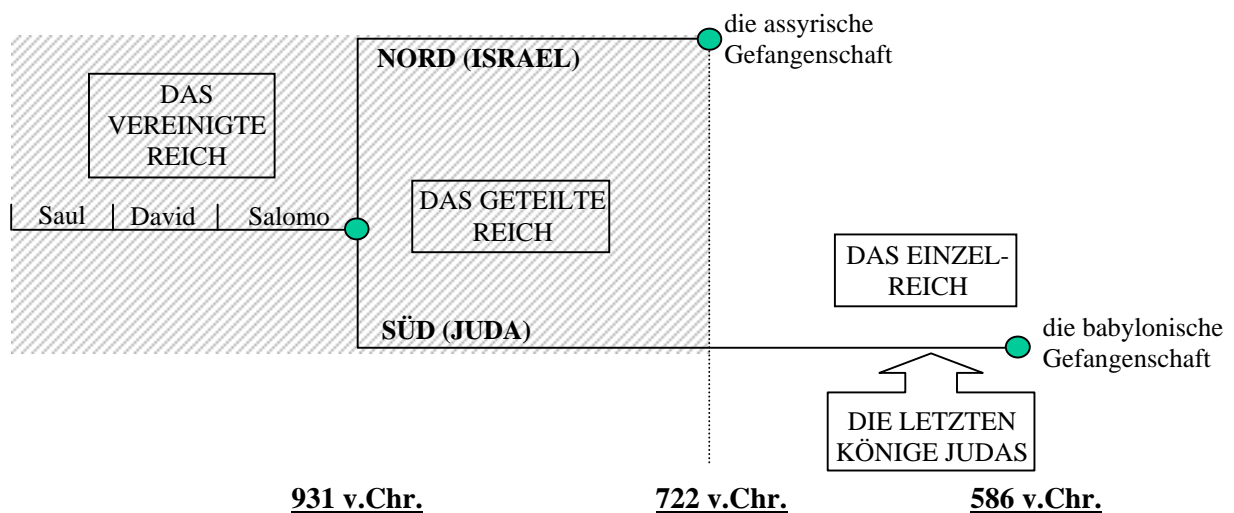 die assyrische
Gefangenschaft
NORD (ISRAEL)
DAS
VEREINIGTE
REICH
DAS GETEILTE
REICH
Saul David Salomo
DAS EINZEL-
REICH
SÜD (JUDA)
die babylonische
Gefangenschaft
DIE LETZTEN
KÖNIGE JUDAS
931 v.Chr. 722 v.Chr. 586 v.Chr.